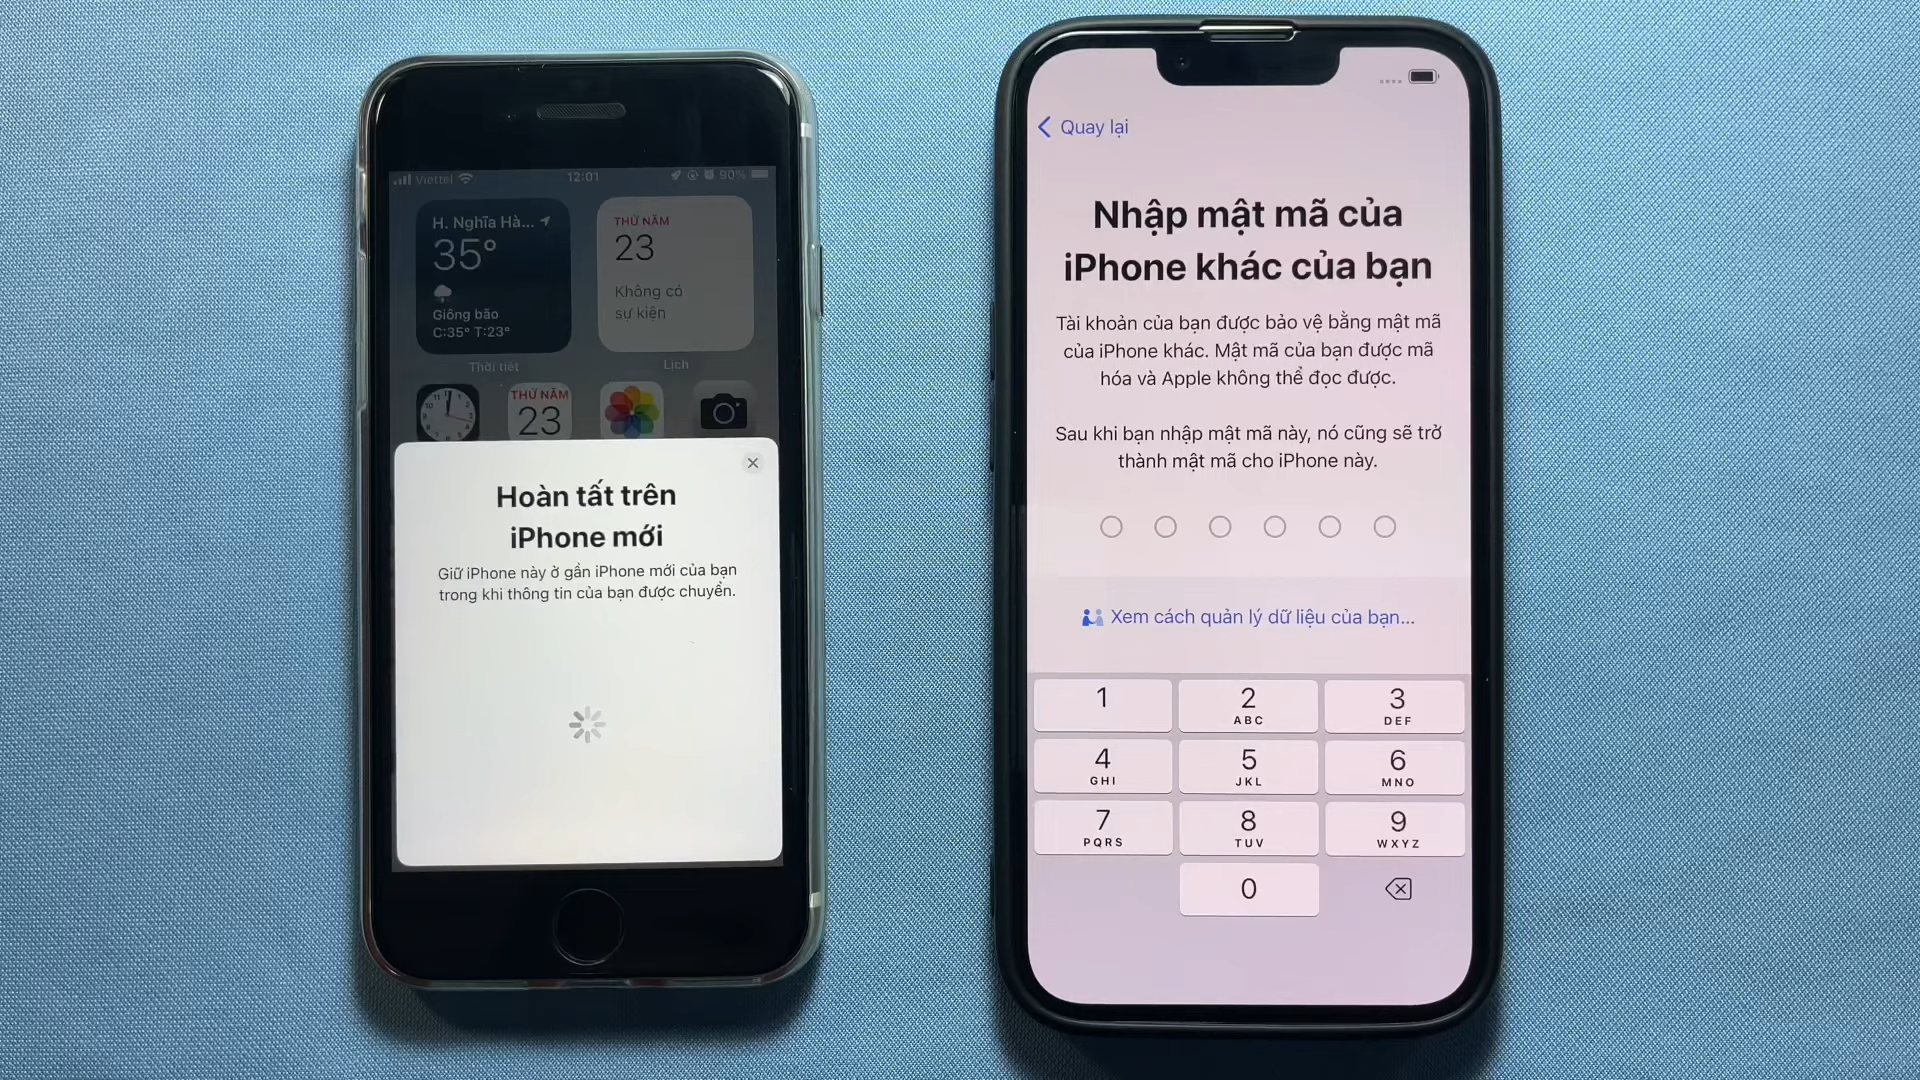 Viettel
12:01
90%
H. Nghĩa Hà...
35°
Giông bão
C:35° T:23°
Thời tiết
THỨ NĂM
23
Không có
sự kiện
Lịch
THỨ NĂM
23
Hoàn tất trên
iPhone mới
Giữ iPhone này ở gần iPhone mới của bạn
trong khi thông tin của bạn được chuyển.
Quay lại
Nhập mật mã của
iPhone khác của bạn
Tài khoản của bạn được bảo vệ bằng mật mã
của iPhone khác. Mật mã của bạn được mã
hóa và Apple không thể đọc được.
Sau khi bạn nhập mật mã này, nó cũng sẽ trở
thành mật mã cho iPhone này.
Xem cách quản lý dữ liệu của bạn...
1 2 3
ABC DEF
4 5 6
GHI JKL MNO
7 8 9
PQRS TUV WXYZ
0